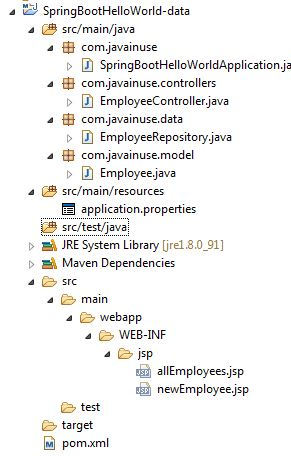 SpringBootHelloWorld-data
src/main/java
com.javainuse
SpringBootHelloWorldApplication.ja
com.javainuse.controllers
EmployeeController.java
com.javainuse.data
EmployeeRepository.java
com.javainuse.model
Employee.java
src/main/resources
application.properties
src/test/java
JRE System Library [jre1.8.0_91]
Maven Dependencies
src
main
webapp
WEB-INF
jsp
allEmployees.jsp
newEmployee.jsp
test
target
pom.xml